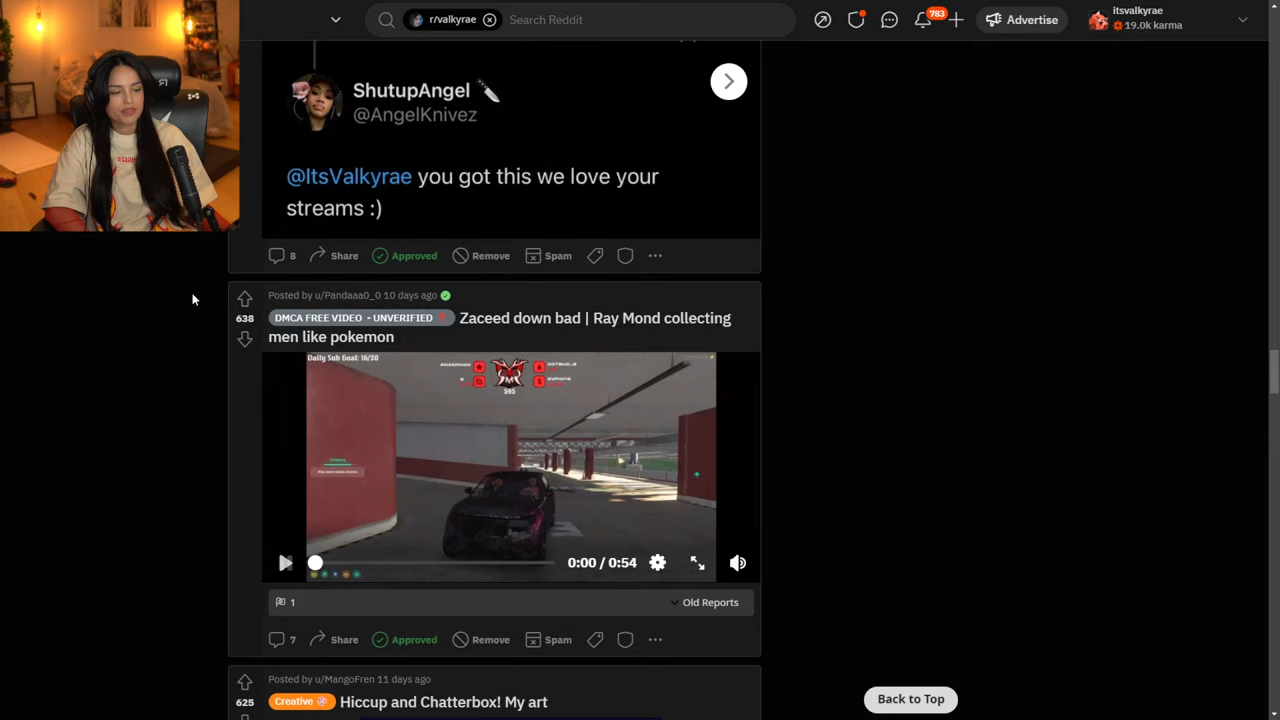 r/valkyrae
Search Reddit
783
Advertise
itsvalkyrae
19.0k karma
ShutupAngel
@AngelKnivez
@ItsValkyrae you got this we love your
streams :)
8 Share Approved Remove Spam
Posted by u/Pandaaa0_0 10 days ago
638
DMCA FREE VIDEO - UNVERIFIED Zaceed down bad | Ray Mond collecting
men like pokemon
Daily Sub Goal: 16/30
595
0:00 / 0:54
1 Old Reports
7 Share Approved Remove Spam
Posted by u/MangoFren 11 days ago
625
Creative Hiccup and Chatterbox! My art
Back to Top